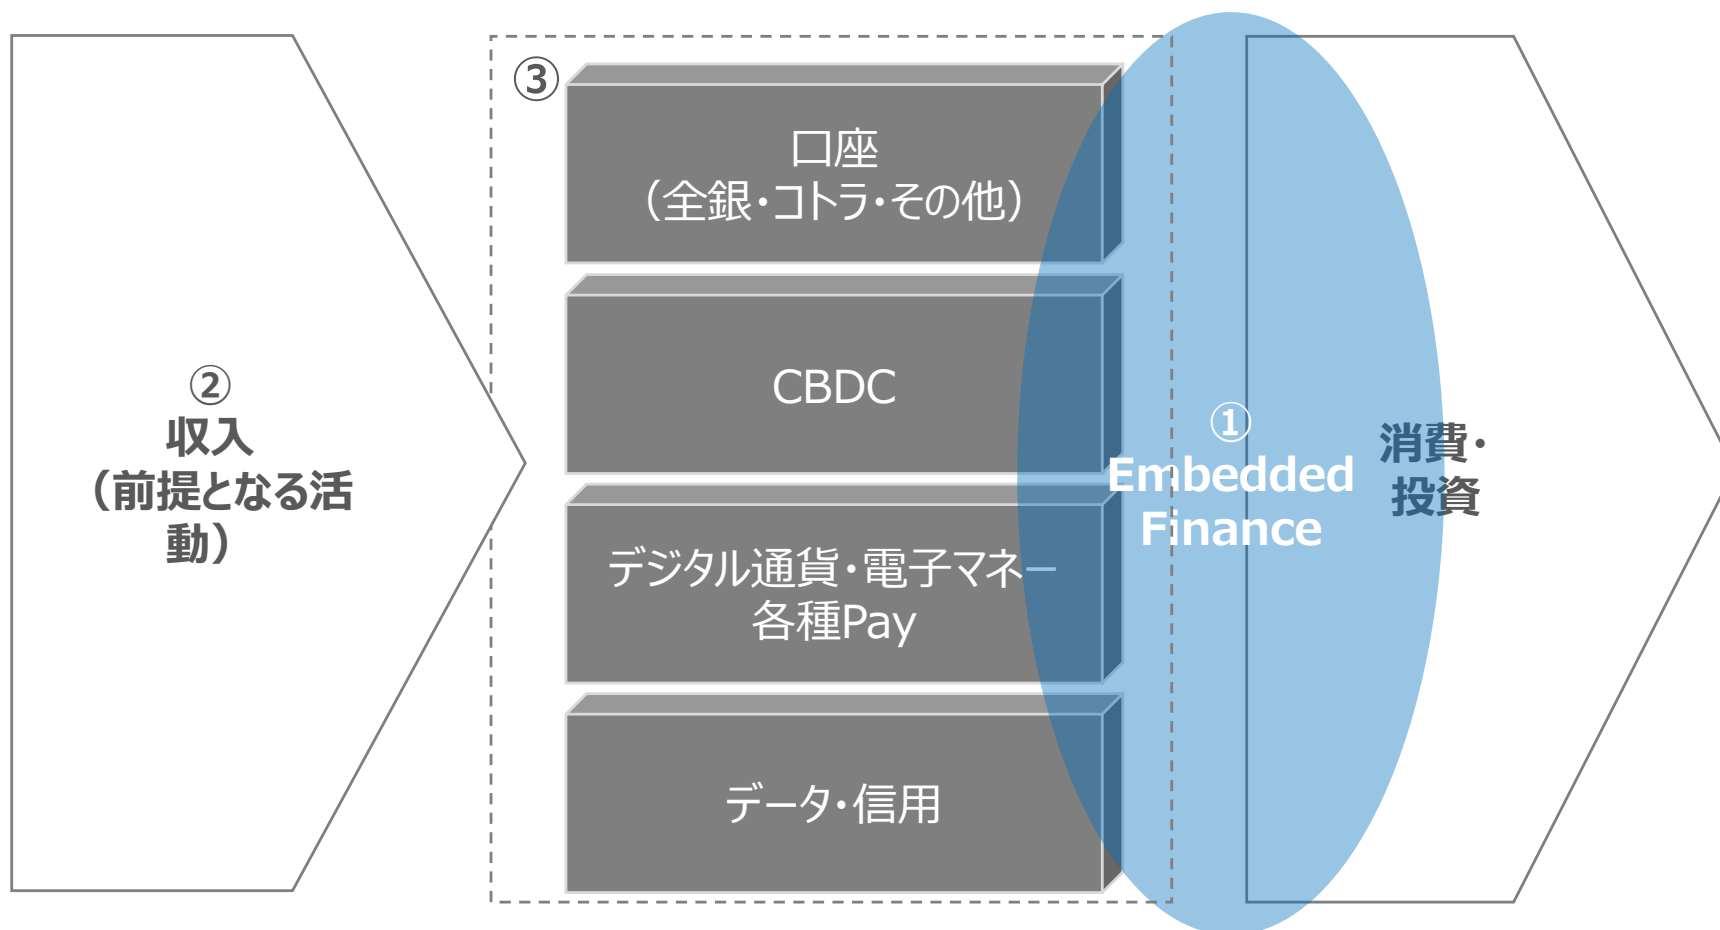 ②
収入
（前提となる活
動）
③
口座
（全銀・コトラ・その他）
CBDC
デジタル通貨・電子マネー
各種Pay
データ・信用
①
Embedded
Finance
消費・
投資